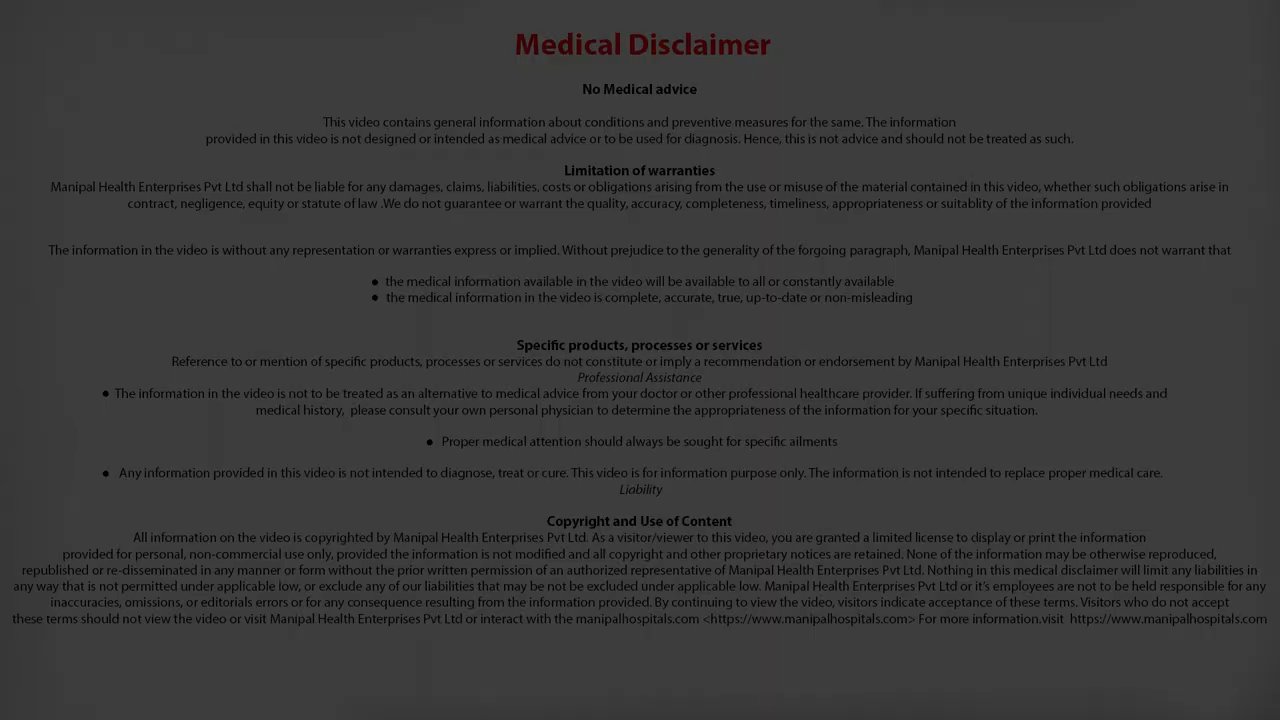 Medical Disclaimer
No Medical advice
This video contains general information about conditions and preventive measures for the same. The information
provided in this video is not designed or intended as medical advice or to be used for diagnosis. Hence, this is not advice and should not be treated as such.
Limitation of warranties
Manipal Health Enterprises Pvt Ltd shall not be liable for any damages, claims, liabilities, costs or obligations arising from the use or misuse of the material contained in this video, whether such obligations arise in
contract, negligence, equity or statute of law .We do not guarantee or warrant the quality, accuracy, completeness, timeliness, appropriateness or suitablity of the information provided
The information in the video is without any representation or warranties express or implied. Without prejudice to the generality of the forgoing paragraph, Manipal Health Enterprises Pvt Ltd does not warrant that
● the medical information available in the video will be available to all or constantly available
● the medical information in the video is complete, accurate, true, up-to-date or non-misleading
Specific products, processes or services
Reference to or mention of specific products, processes or services do not constitute or imply a recommendation or endorsement by Manipal Health Enterprises Pvt Ltd
Professional Assistance
● The information in the video is not to be treated as an alternative to medical advice from your doctor or other professional healthcare provider. If suffering from unique individual needs and
medical history, please consult your own personal physician to determine the appropriateness of the information for your specific situation.
● Proper medical attention should always be sought for specific ailments
● Any information provided in this video is not intended to diagnose, treat or cure. This video is for information purpose only. The information is not intended to replace proper medical care.
Liability
Copyright and Use of Content
All information on the video is copyrighted by Manipal Health Enterprises Pvt Ltd. As a visitor/viewer to this video, you are granted a limited license to display or print the information
provided for personal, non-commercial use only, provided the information is not modified and all copyright and other proprietary notices are retained. None of the information may be otherwise reproduced,
republished or re-disseminated in any manner or form without the prior written permission of an authorized representative of Manipal Health Enterprises Pvt Ltd. Nothing in this medical disclaimer will limit any liabilities in
any way that is not permitted under applicable low, or exclude any of our liabilities that may be not be excluded under applicable low. Manipal Health Enterprises Pvt Ltd or it's employees are not to be held responsible for any
inaccuracies, omissions, or editorials errors or for any consequence resulting from the information provided. By continuing to view the video, visitors indicate acceptance of these terms. Visitors who do not accept
these terms should not view the video or visit Manipal Health Enterprises Pvt Ltd or interact with the manipalhospitals.com <https://www.manipalhospitals.com> For more information.visit https://www.manipalhospitals.com